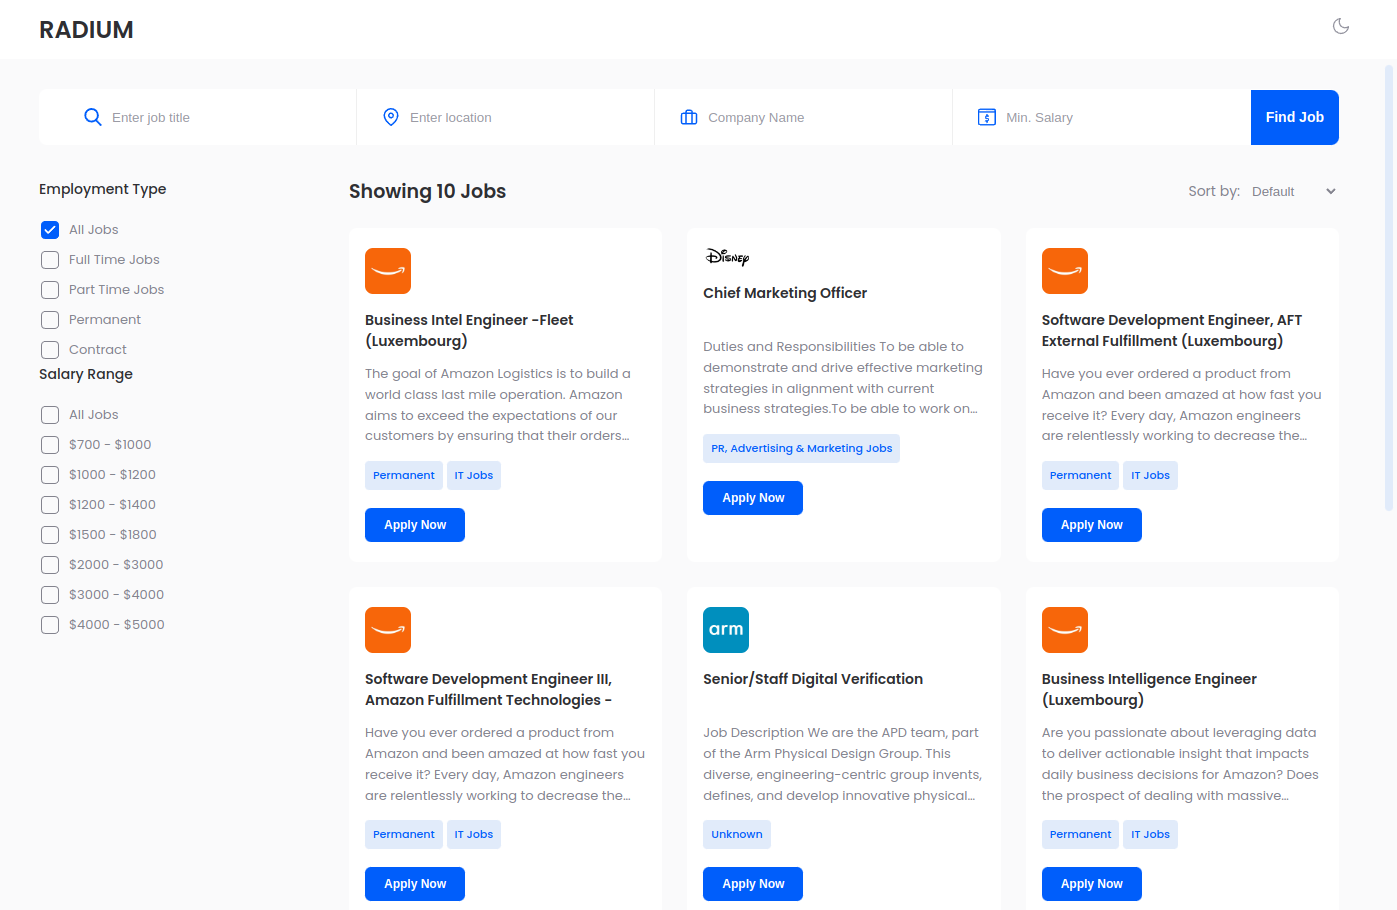 RADIUM
Enter job title
Enter location
Company Name
Min. Salary
Find Job
Employment Type
All Jobs
Full Time Jobs
Part Time Jobs
Permanent
Contract
Salary Range
All Jobs
$700 - $1000
$1000 - $1200
$1200 - $1400
$1500 - $1800
$2000 - $3000
$3000 - $4000
$4000 - $5000
Showing 10 Jobs
Sort by: Default
Business Intel Engineer -Fleet
(Luxembourg)
The goal of Amazon Logistics is to build a
world class last mile operation. Amazon
aims to exceed the expectations of our
customers by ensuring that their orders…
Permanent IT Jobs
Apply Now
Disney
Chief Marketing Officer
Duties and Responsibilities To be able to
demonstrate and drive effective marketing
strategies in alignment with current
business strategies.To be able to work on…
PR, Advertising & Marketing Jobs
Apply Now
Software Development Engineer, AFT
External Fulfillment (Luxembourg)
Have you ever ordered a product from
Amazon and been amazed at how fast you
receive it? Every day, Amazon engineers
are relentlessly working to decrease the…
Permanent IT Jobs
Apply Now
Software Development Engineer III,
Amazon Fulfillment Technologies -
Have you ever ordered a product from
Amazon and been amazed at how fast you
receive it? Every day, Amazon engineers
are relentlessly working to decrease the…
Permanent IT Jobs
Apply Now
arm
Senior/Staff Digital Verification
Job Description We are the APD team, part
of the Arm Physical Design Group. This
diverse, engineering-centric group invents,
defines, and develop innovative physical…
Unknown
Apply Now
Business Intelligence Engineer
(Luxembourg)
Are you passionate about leveraging data
to deliver actionable insight that impacts
daily business decisions for Amazon? Does
the prospect of dealing with massive…
Permanent IT Jobs
Apply Now